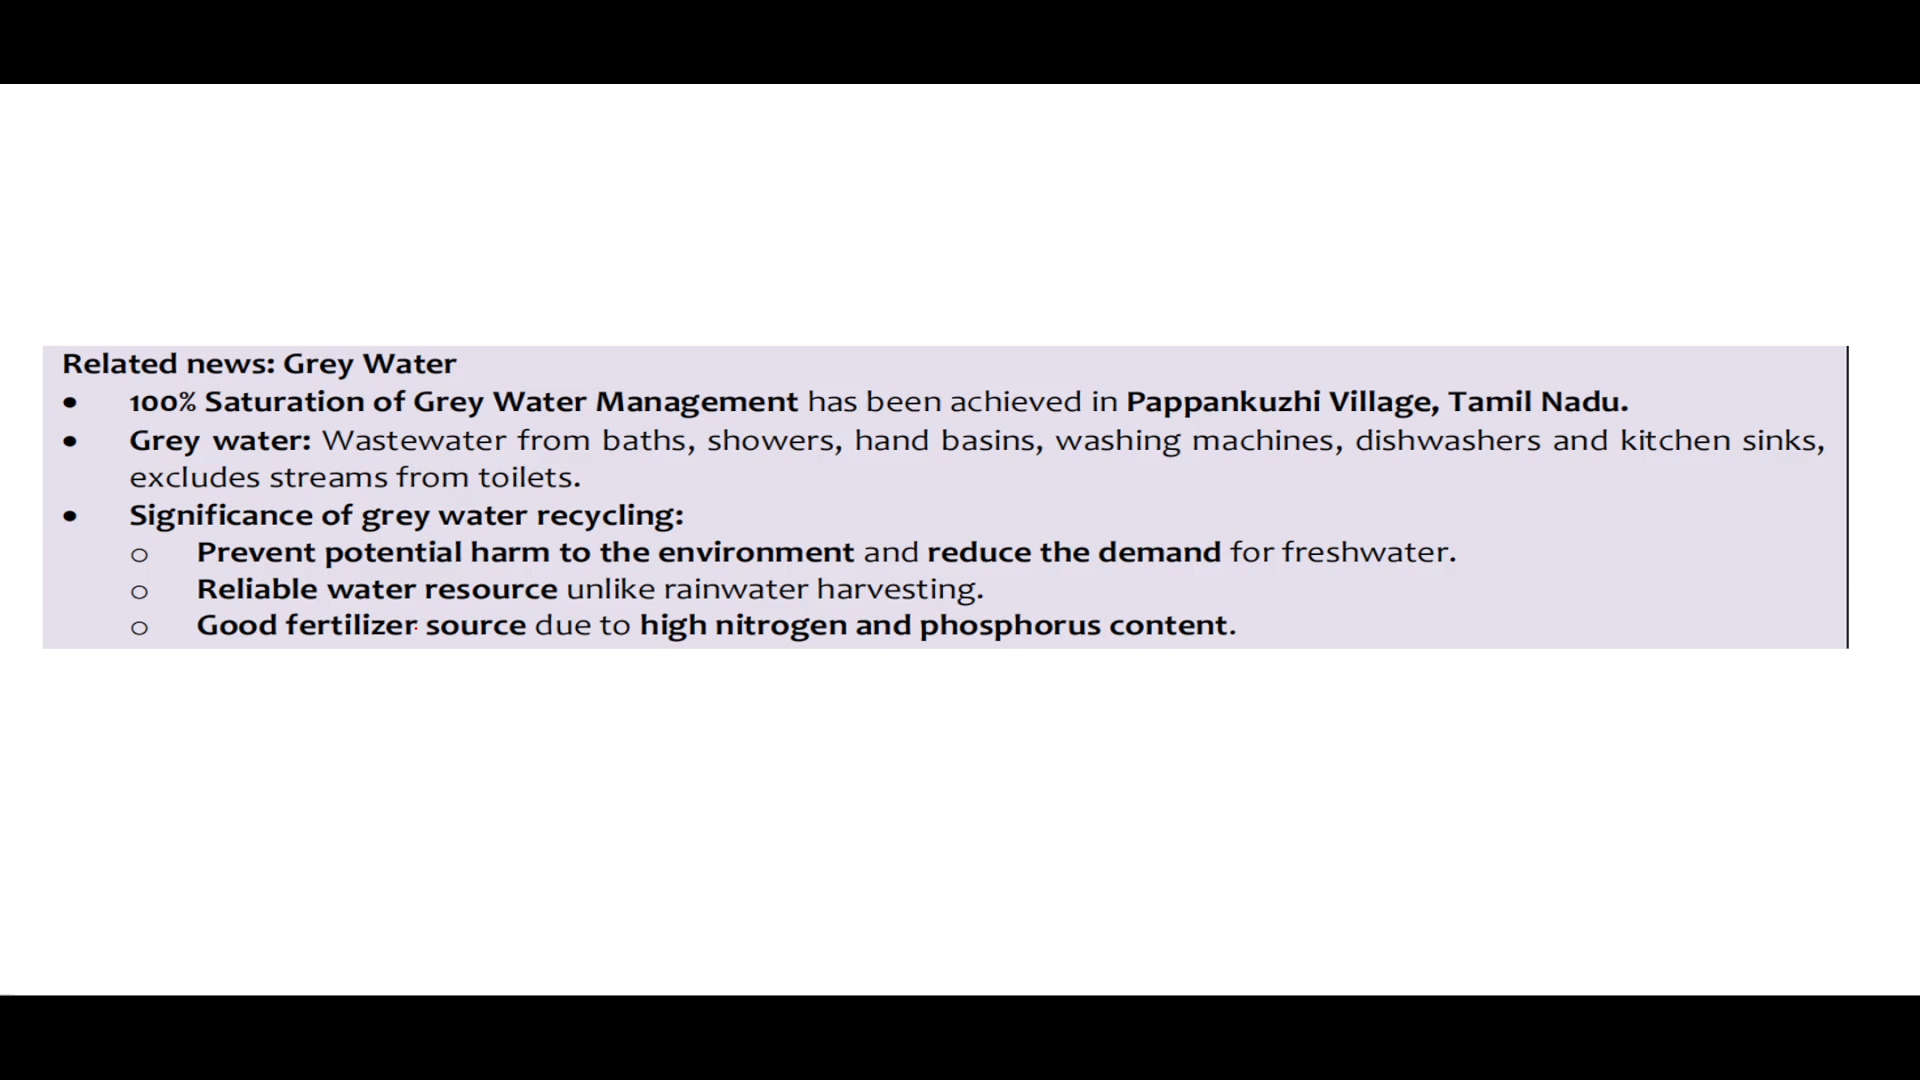 Related news: Grey Water
• 100% Saturation of Grey Water Management has been achieved in Pappankuzhi Village, Tamil Nadu.
• Grey water: Wastewater from baths, showers, hand basins, washing machines, dishwashers and kitchen sinks,
excludes streams from toilets.
• Significance of grey water recycling:
o Prevent potential harm to the environment and reduce the demand for freshwater.
o Reliable water resource unlike rainwater harvesting.
o Good fertilizer source due to high nitrogen and phosphorus content.